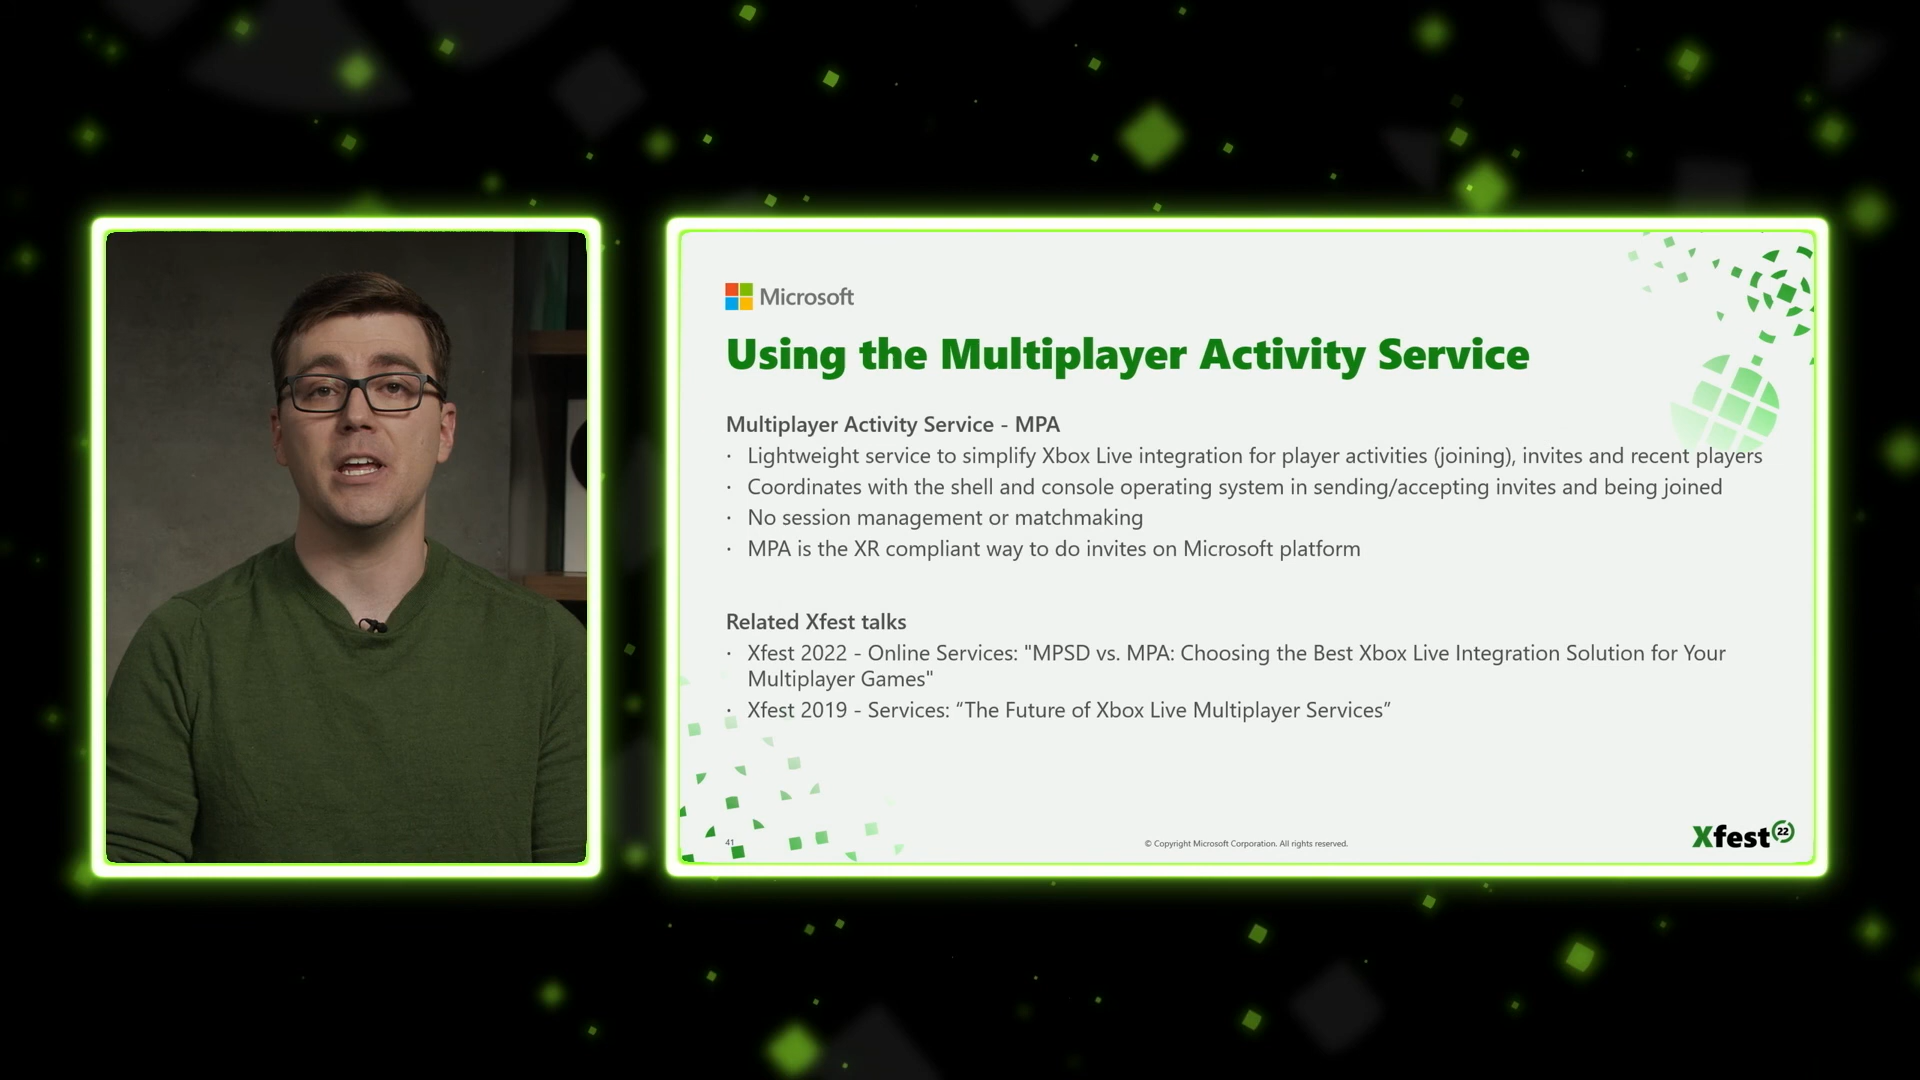 Microsoft
Using the Multiplayer Activity Service
Multiplayer Activity Service - MPA
· Lightweight service to simplify Xbox Live integration for player activities (joining), invites and recent players
· Coordinates with the shell and console operating system in sending/accepting invites and being joined
· No session management or matchmaking
· MPA is the XR compliant way to do invites on Microsoft platform
Related Xfest talks
· Xfest 2022 - Online Services: "MPSD vs. MPA: Choosing the Best Xbox Live Integration Solution for Your
Multiplayer Games"
· Xfest 2019 - Services: “The Future of Xbox Live Multiplayer Services”
41
© Copyright Microsoft Corporation. All rights reserved.
Xfest 22